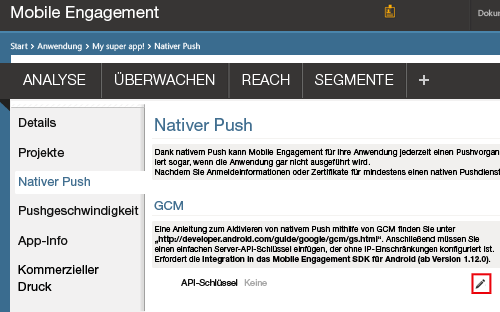 Mobile Engagement
Start > Anwendung > My super app! > Nativer Push
ANALYSE ÜBERWACHEN REACH SEGMENTE +
Details
Projekte
Nativer Push
Pushgeschwindigkeit
App-Info
Kommerzieller
Druck
Nativer Push
Dank nativem Push kann Mobile Engagement für Ihre Anwendung jederzeit einen Pushvorgan
iert sogar, wenn die Anwendung gar nicht ausgeführt wird.
Nachdem Sie Anmeldeinformationen oder Zertifikate für mindestens einen nativen Pushdienst
GCM
Eine Anleitung zum Aktivieren von nativem Push mithilfe von GCM finden Sie unter
„http://developer.android.com/guide/google/gcm/gs.html“. Anschließend müssen Sie
einen einfachen Server-API-Schlüssel einfügen, der ohne IP-Einschränkungen konfiguriert ist.
Erfordert die Integration in das Mobile Engagement SDK für Android (ab Version 1.12.0).
API-Schlüssel Keine